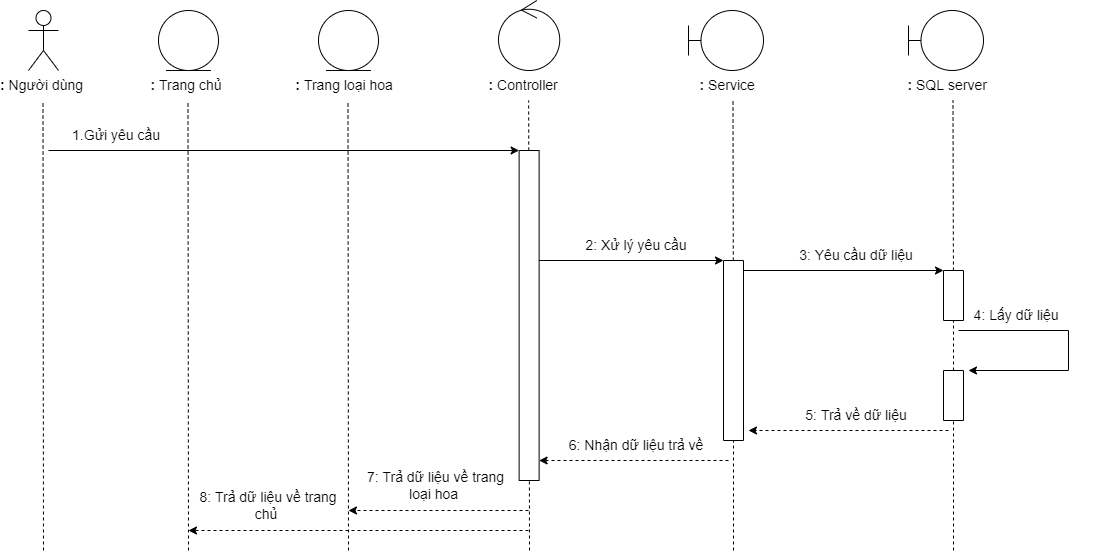 : Người dùng
: Trang chủ
: Trang loại hoa
: Controller
: Service
: SQL server
1.Gửi yêu cầu
2: Xử lý yêu cầu
3: Yêu cầu dữ liệu
4: Lấy dữ liệu
5: Trả về dữ liệu
6: Nhận dữ liệu trả về
7: Trả dữ liệu về trang
loại hoa
8: Trả dữ liệu về trang
chủ